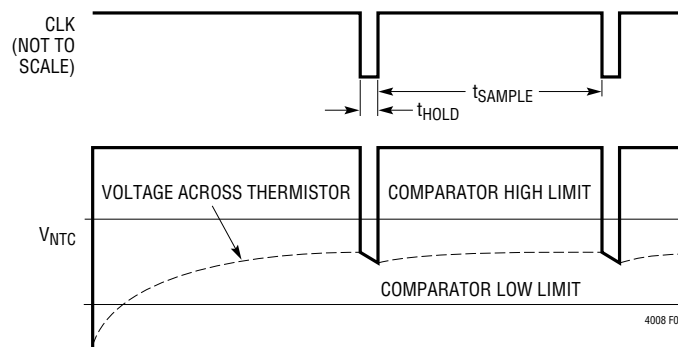 CLK
(NOT TO
SCALE)
tSAMPLE
tHOLD
VOLTAGE ACROSS THERMISTOR
COMPARATOR HIGH LIMIT
VNTC
COMPARATOR LOW LIMIT
4008 F0